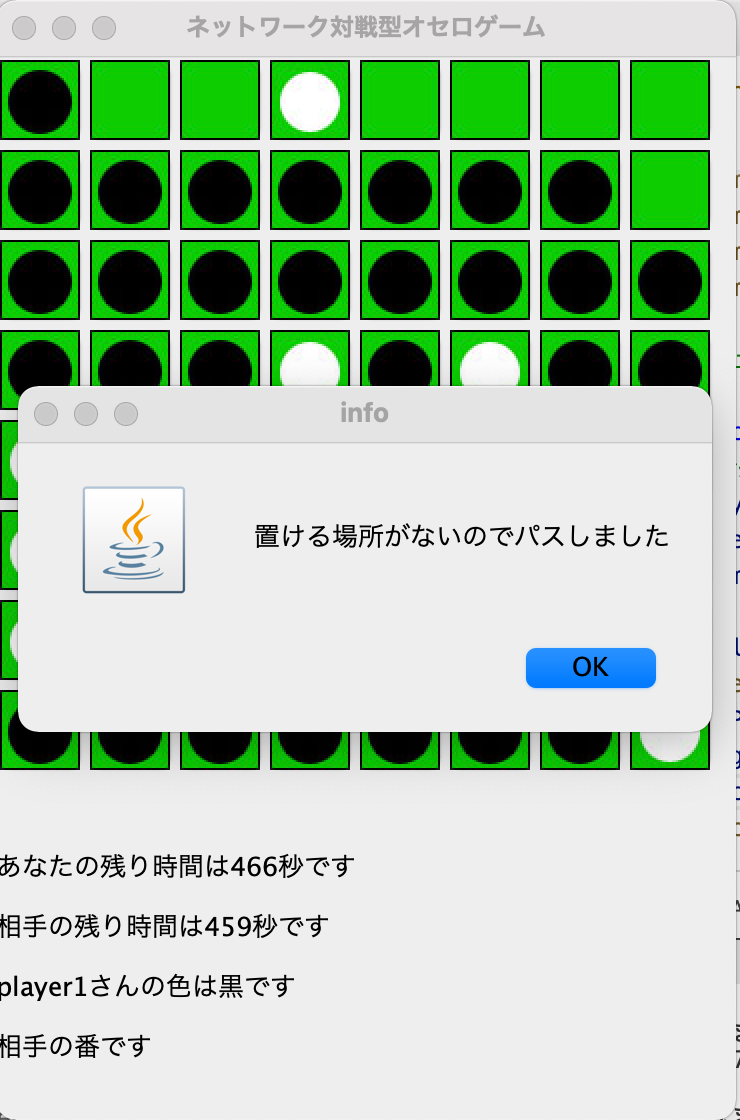 ネットワーク対戦型オセロゲーム
info
置ける場所がないのでパスしました
OK
あなたの残り時間は466秒です
相手の残り時間は459秒です
player1さんの色は黒です
相手の番です